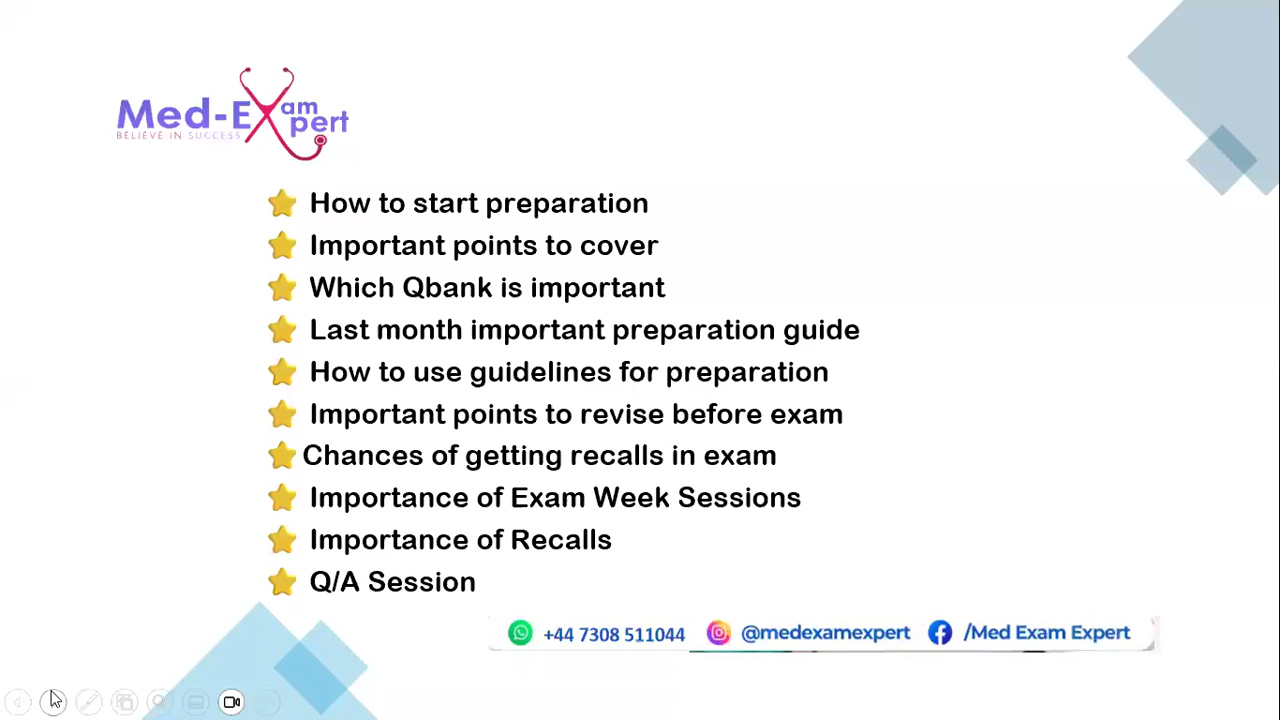 Med-Exam Expert
BELIEVE IN SUCCESS
How to start preparation
Important points to cover
Which Qbank is important
Last month important preparation guide
How to use guidelines for preparation
Important points to revise before exam
Chances of getting recalls in exam
Importance of Exam Week Sessions
Importance of Recalls
Q/A Session
+44 7308 511044 @medexamexpert /Med Exam Expert